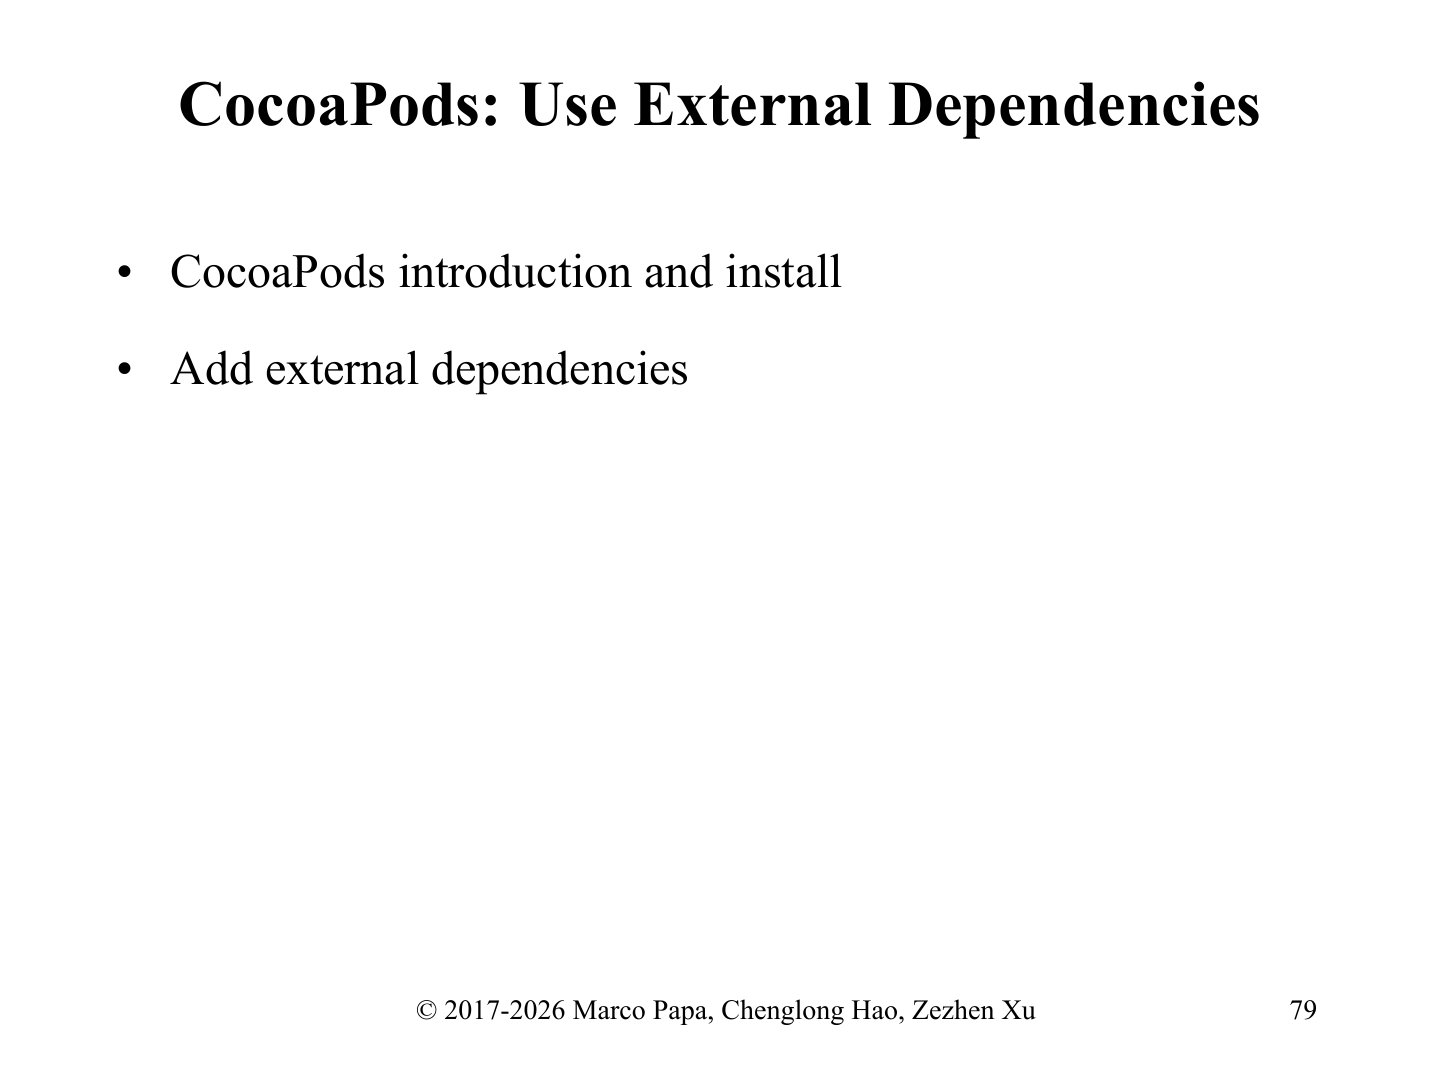 CocoaPods: Use External Dependencies
• CocoaPods introduction and install
• Add external dependencies
© 2017-2026 Marco Papa, Chenglong Hao, Zezhen Xu
79